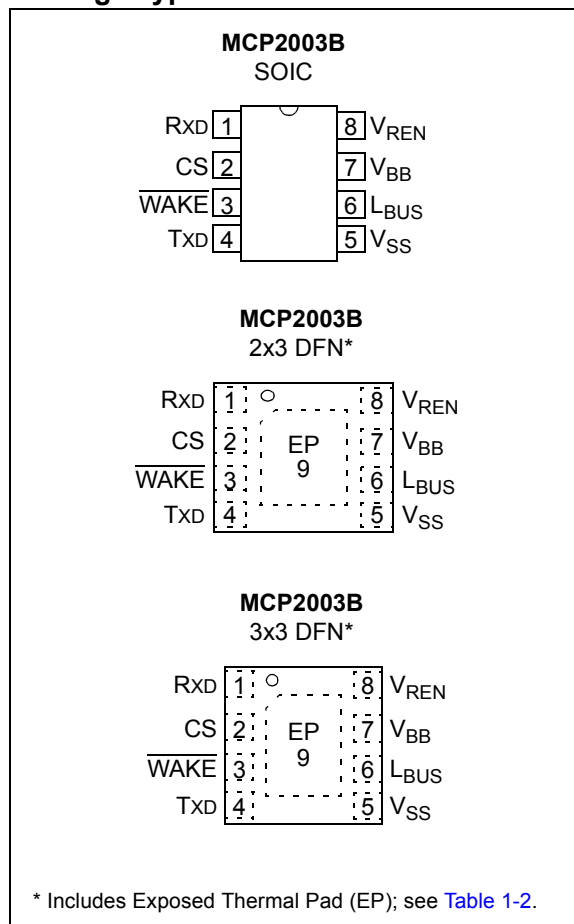 MCP2003B
SOIC
RXD 1 8 VREN
CS 2 7 VBB
WAKE 3 6 LBUS
TXD 4 5 VSS
MCP2003B
2x3 DFN*
RXD 1 8 VREN
CS 2 EP 7 VBB
WAKE 3 9 6 LBUS
TXD 4 5 VSS
MCP2003B
3x3 DFN*
RXD 1 8 VREN
CS 2 EP 7 VBB
WAKE 3 9 6 LBUS
TXD 4 5 VSS
* Includes Exposed Thermal Pad (EP); see Table 1-2.